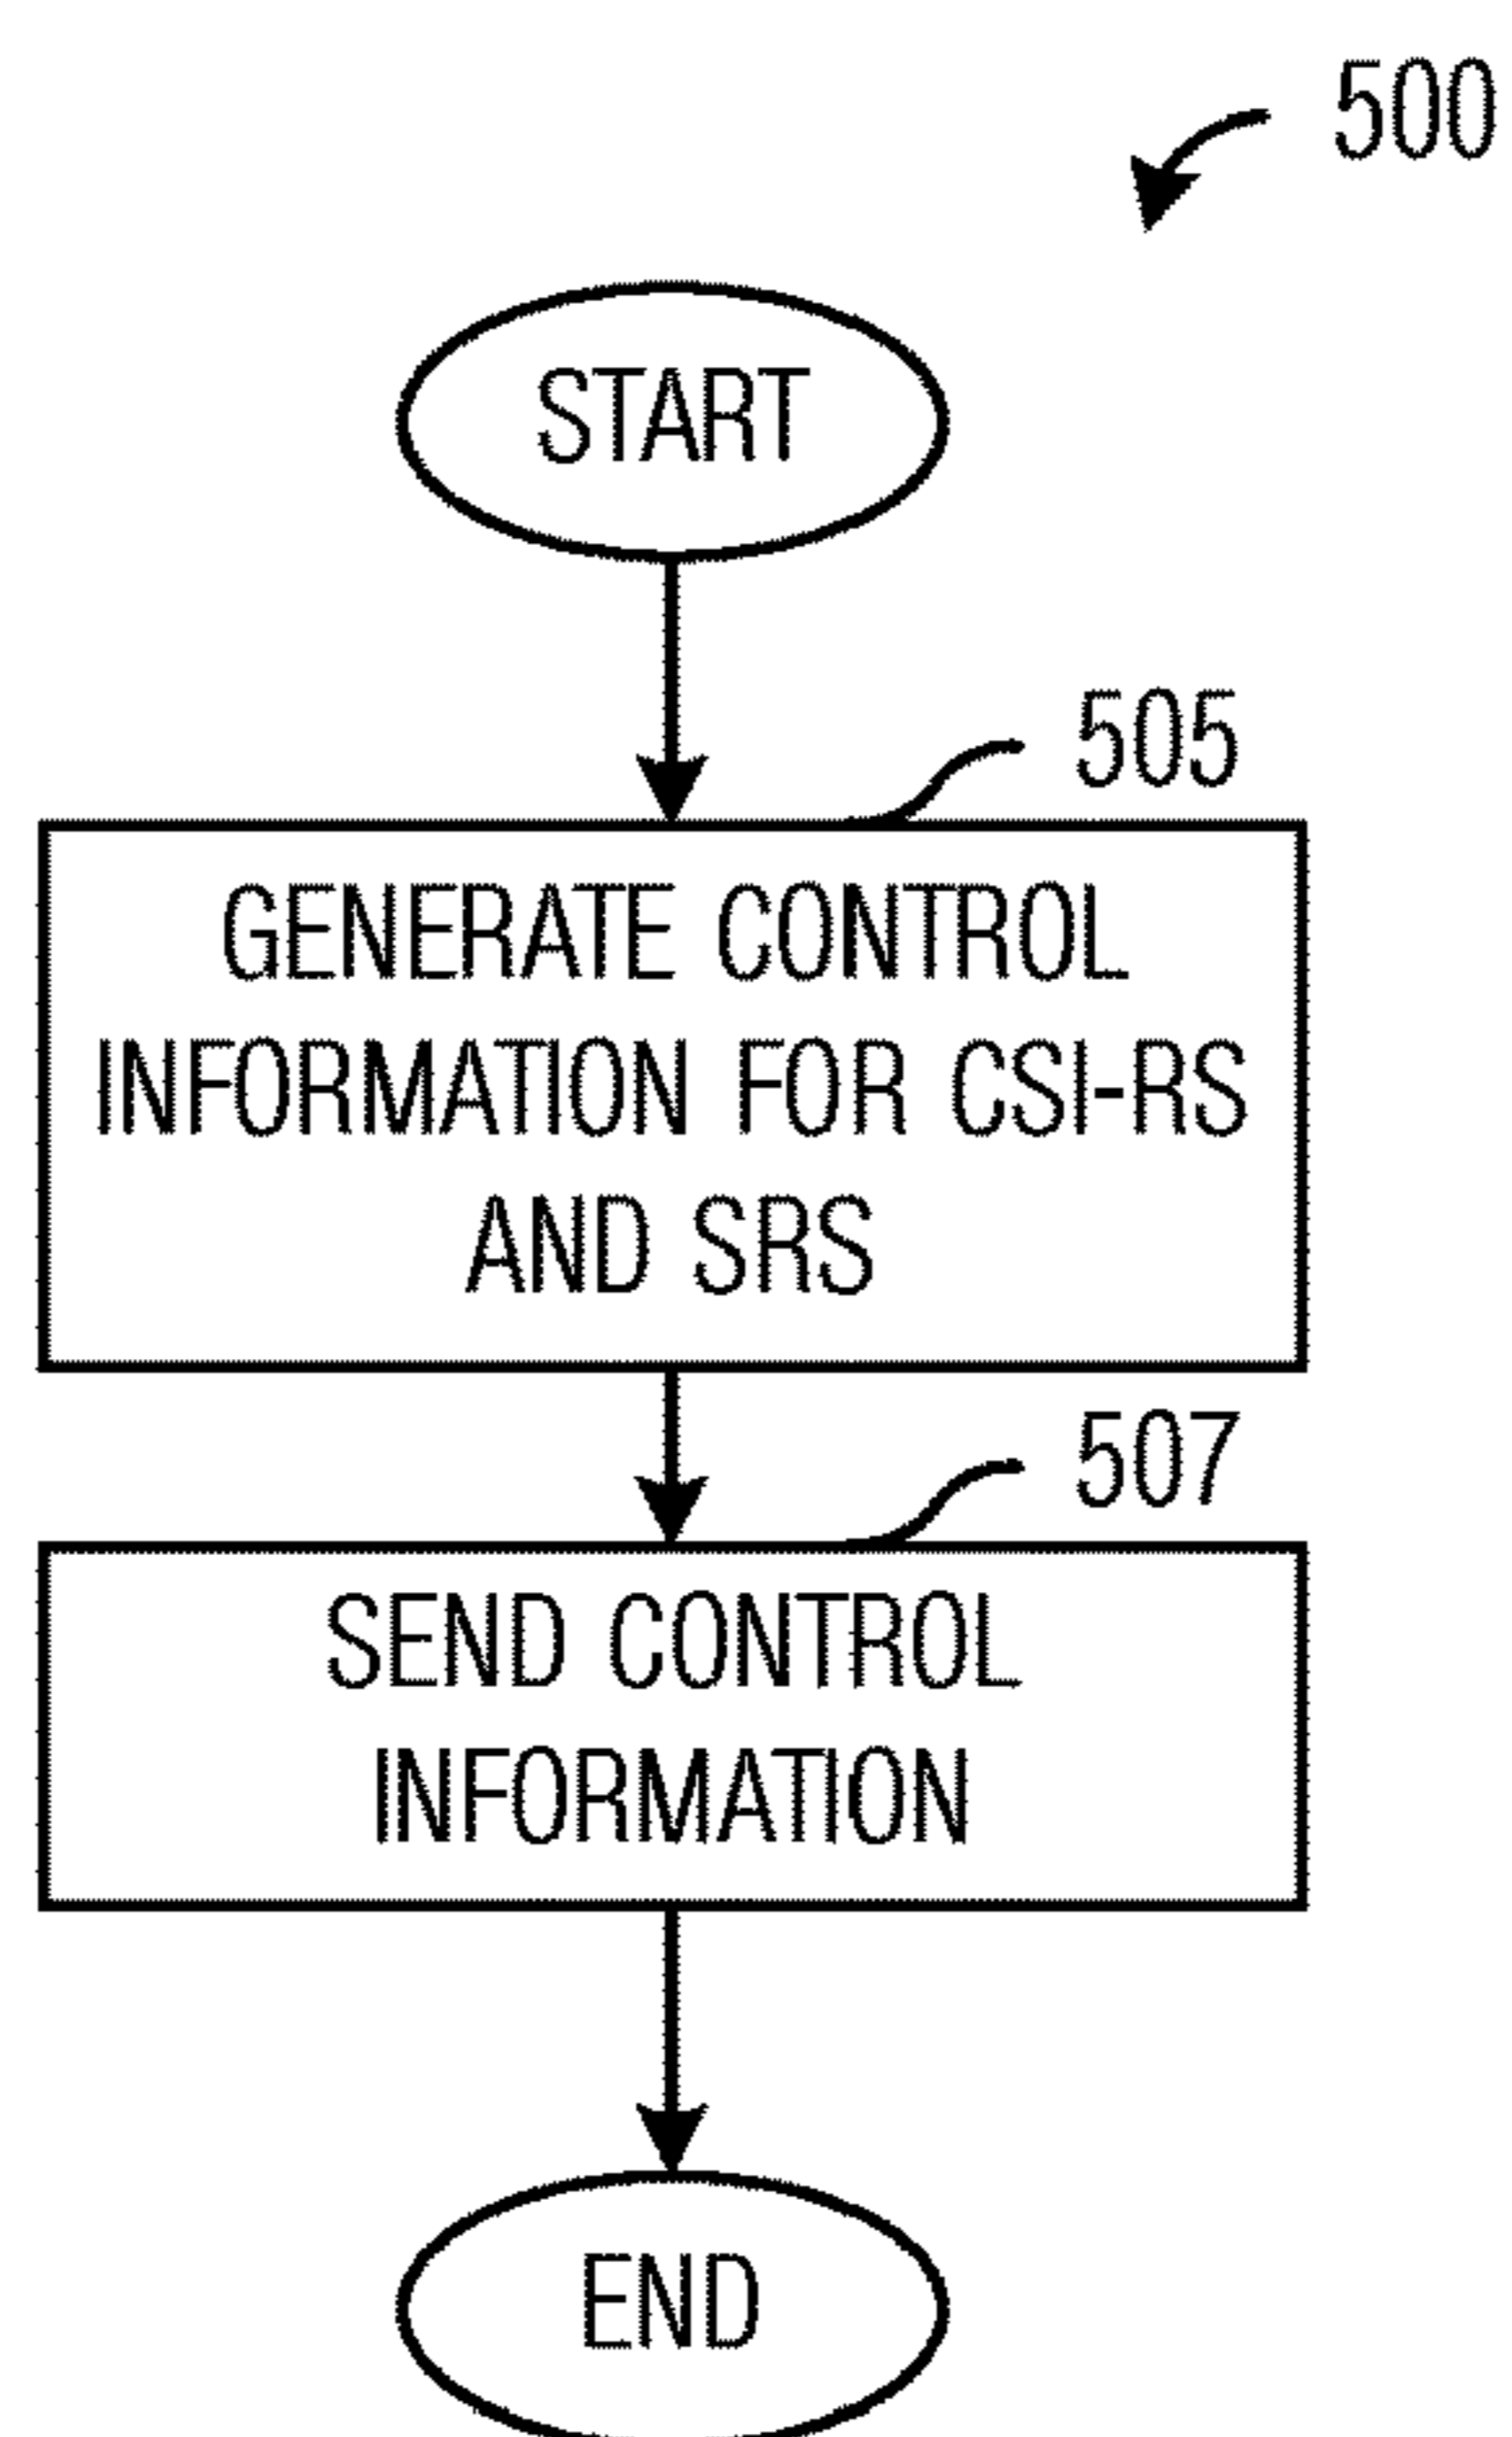 500
START
505
GENERATE CONTROL
INFORMATION FOR CSI-RS
AND SRS
507
SEND CONTROL
INFORMATION
END